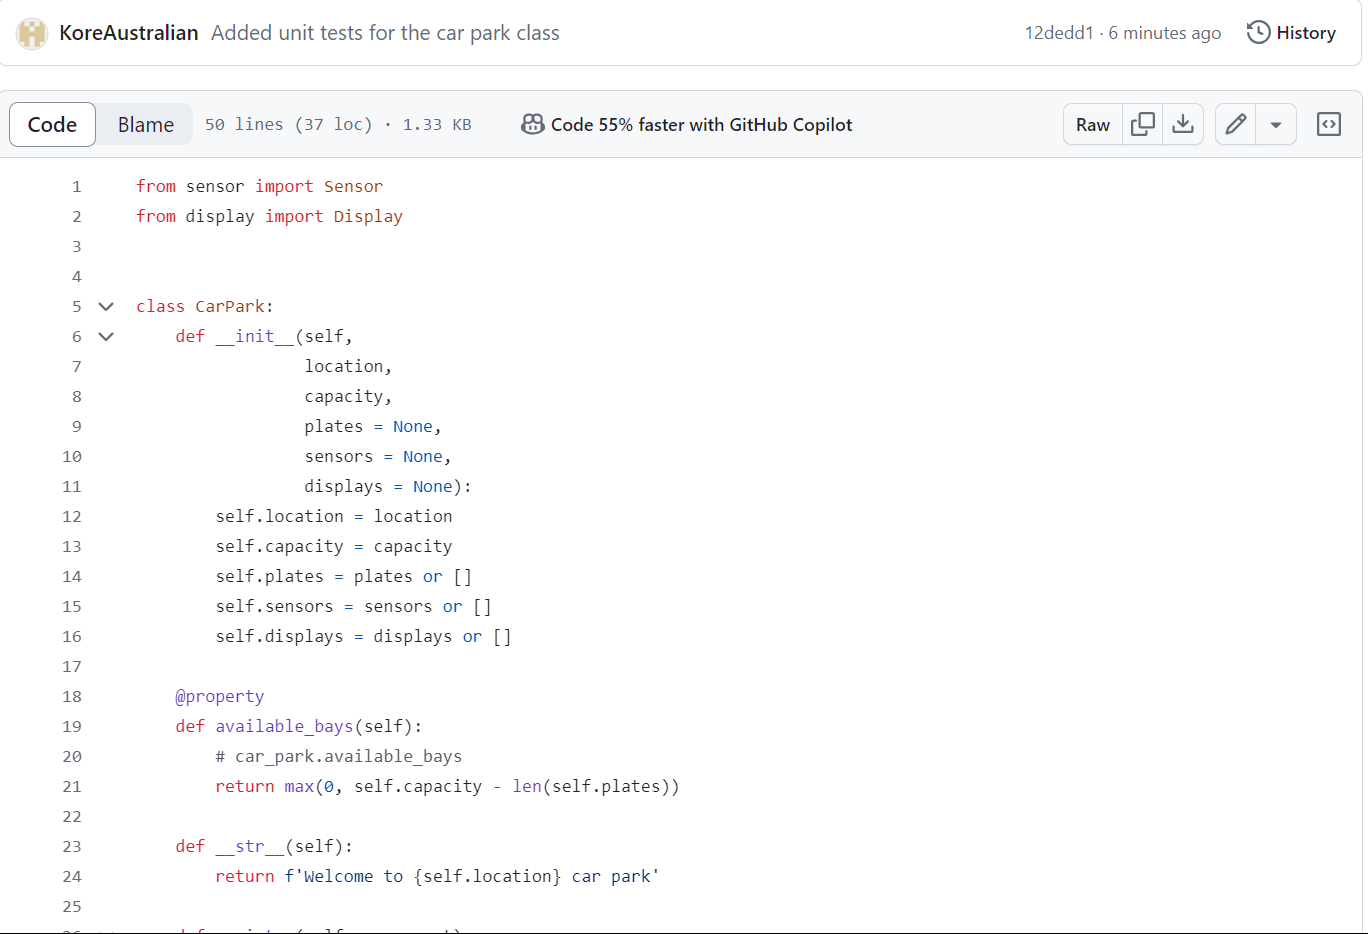 KoreAustralian Added unit tests for the car park class 12dedd1 · 6 minutes ago History
Code Blame 50 lines (37 loc) · 1.33 KB Code 55% faster with GitHub Copilot Raw
1 from sensor import Sensor
2 from display import Display
3
4
5 class CarPark:
6     def __init__(self,
7                  location,
8                  capacity,
9                  plates = None,
10                  sensors = None,
11                  displays = None):
12         self.location = location
13         self.capacity = capacity
14         self.plates = plates or []
15         self.sensors = sensors or []
16         self.displays = displays or []
17
18     @property
19     def available_bays(self):
20         # car_park.available_bays
21         return max(0, self.capacity - len(self.plates))
22
23     def __str__(self):
24         return f'Welcome to {self.location} car park'
25